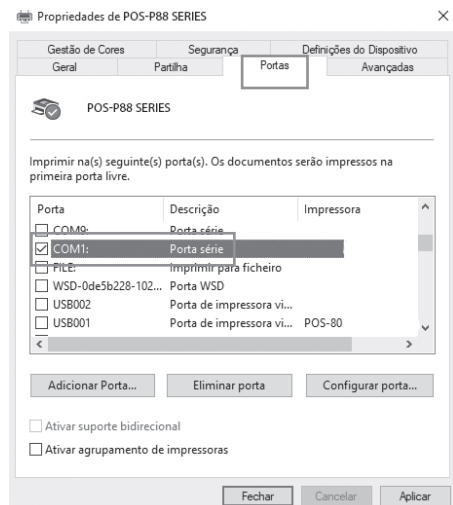 Propriedades de POS-P88 SERIES
Gestão de Cores Segurança Definições do Dispositivo
Geral Partilha Portas Avançadas
POS-P88 SERIES
Imprimir na(s) seguinte(s) porta(s). Os documentos serão impressos na
primeira porta livre.
Porta Descrição Impressora
COM9: Porta série
COM1: Porta série
FILE: Imprimir para ficheiro
WSD-0de5b228-102... Porta WSD
USB002 Porta de impressora vi...
USB001 Porta de impressora vi... POS-80
Adicionar Porta... Eliminar porta Configurar porta...
Ativar suporte bidirecional
Ativar agrupamento de impressoras
Fechar Cancelar Aplicar